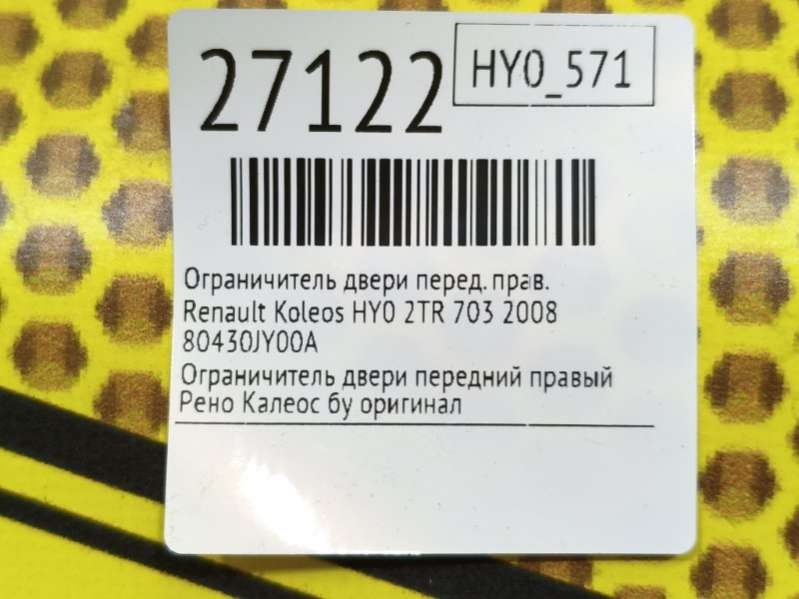 27122
HY0_571
Ограничитель двери перед. прав.
Renault Koleos HY0 2TR 703 2008
80430JY00A
Ограничитель двери передний правый
Рено Калеос бу оригинал